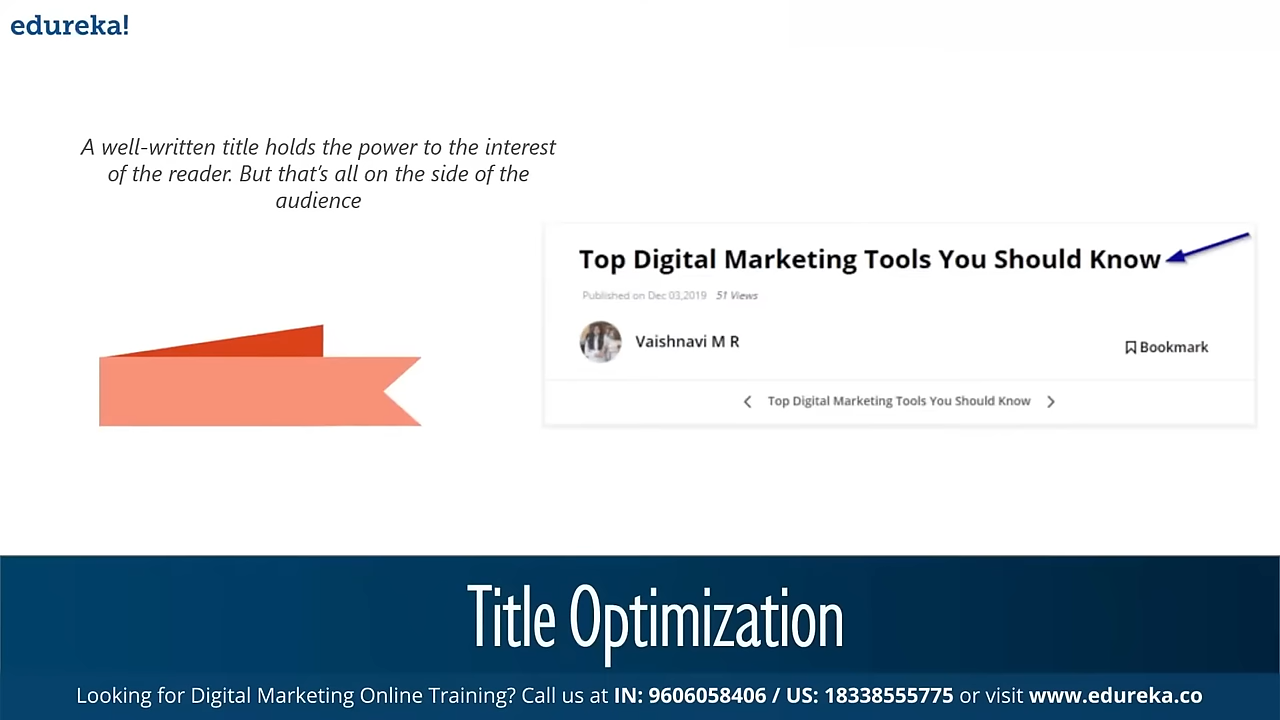 edureka!
A well-written title holds the power to the interest
of the reader. But that's all on the side of the
audience
Top Digital Marketing Tools You Should Know
Published on Dec 03,2019 51 Views
Vaishnavi M R
Bookmark
Top Digital Marketing Tools You Should Know
Title Optimization
Looking for Digital Marketing Online Training? Call us at IN: 9606058406 / US: 18338555775 or visit www.edureka.co